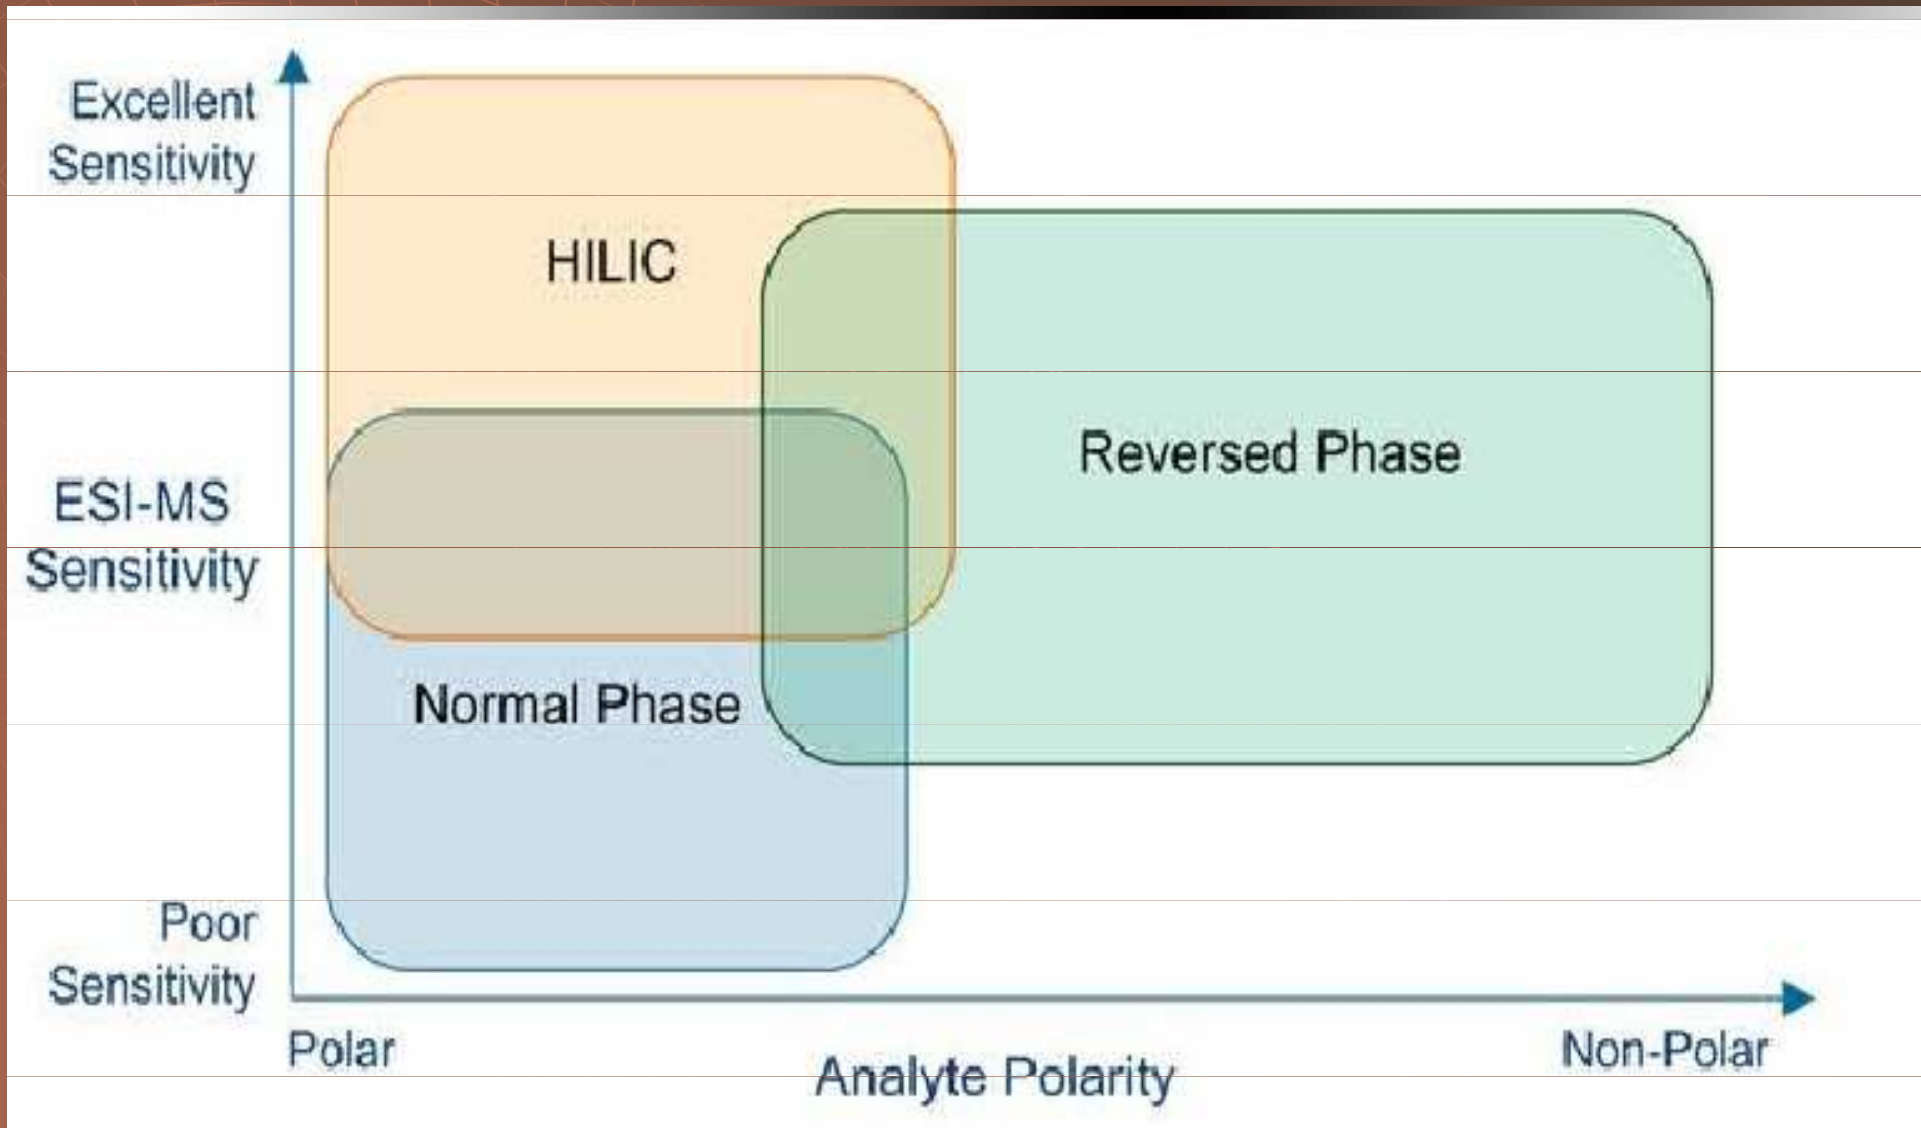 Excellent
Sensitivity
HILIC
Reversed Phase
ESI-MS
Sensitivity
Normal Phase
Poor
Sensitivity
Polar
Analyte Polarity
Non-Polar